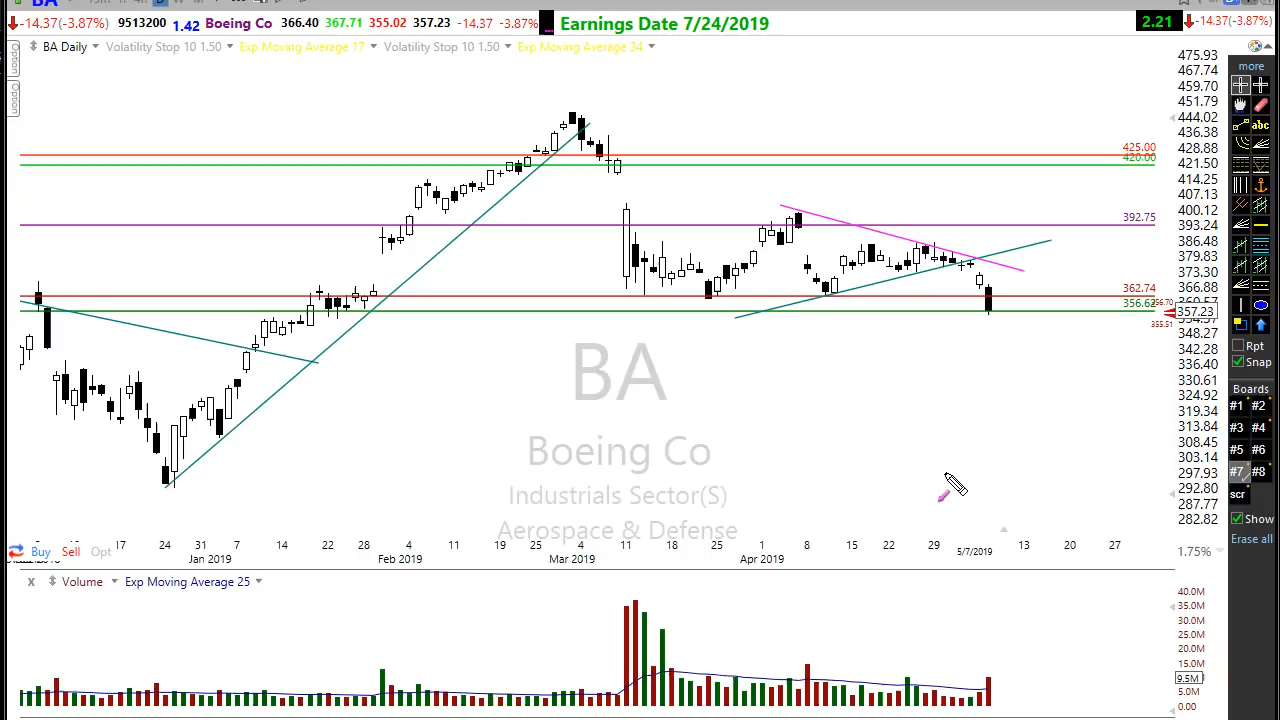 BA
-14.37(-3.87%) 9513200 1.42 Boeing Co 366.40 367.71 355.02 357.23 -14.37 -3.87% Earnings Date 7/24/2019 2.21 -14.37(-3.87%)
BA Daily Volatility Stop 10 1.50 Exp Moving Average 17 Volatility Stop 10 1.50 Exp Moving Average 34
Option
Option
475.93
467.74
459.70
451.79
444.02
436.38
428.88
421.50
414.25
407.13
400.12
393.24
386.48
379.83
373.30
366.88
357.23
348.27
342.28
336.40
330.61
324.92
319.34
313.84
308.45
303.14
297.93
292.80
287.77
282.82
425.00
420.00
392.75
362.74
356.62
356.70
355.51
BA
Boeing Co
Industrials Sector(S)
Aerospace & Defense
more
abc
Rpt
Snap
Boards
#1 #2
#3 #4
#5 #6
#7 #8
scr
Show
Erase all
17 24 31 7 14 22 28 4 11 19 25 4 11 18 25 1 8 15 22 29 5/7/2019 13 20 27
Jan 2019 Feb 2019 Mar 2019 Apr 2019
Buy Sell Opt
1.75%
X Volume Exp Moving Average 25
40.0M
35.0M
30.0M
25.0M
20.0M
15.0M
9.5M
5.0M
0.00